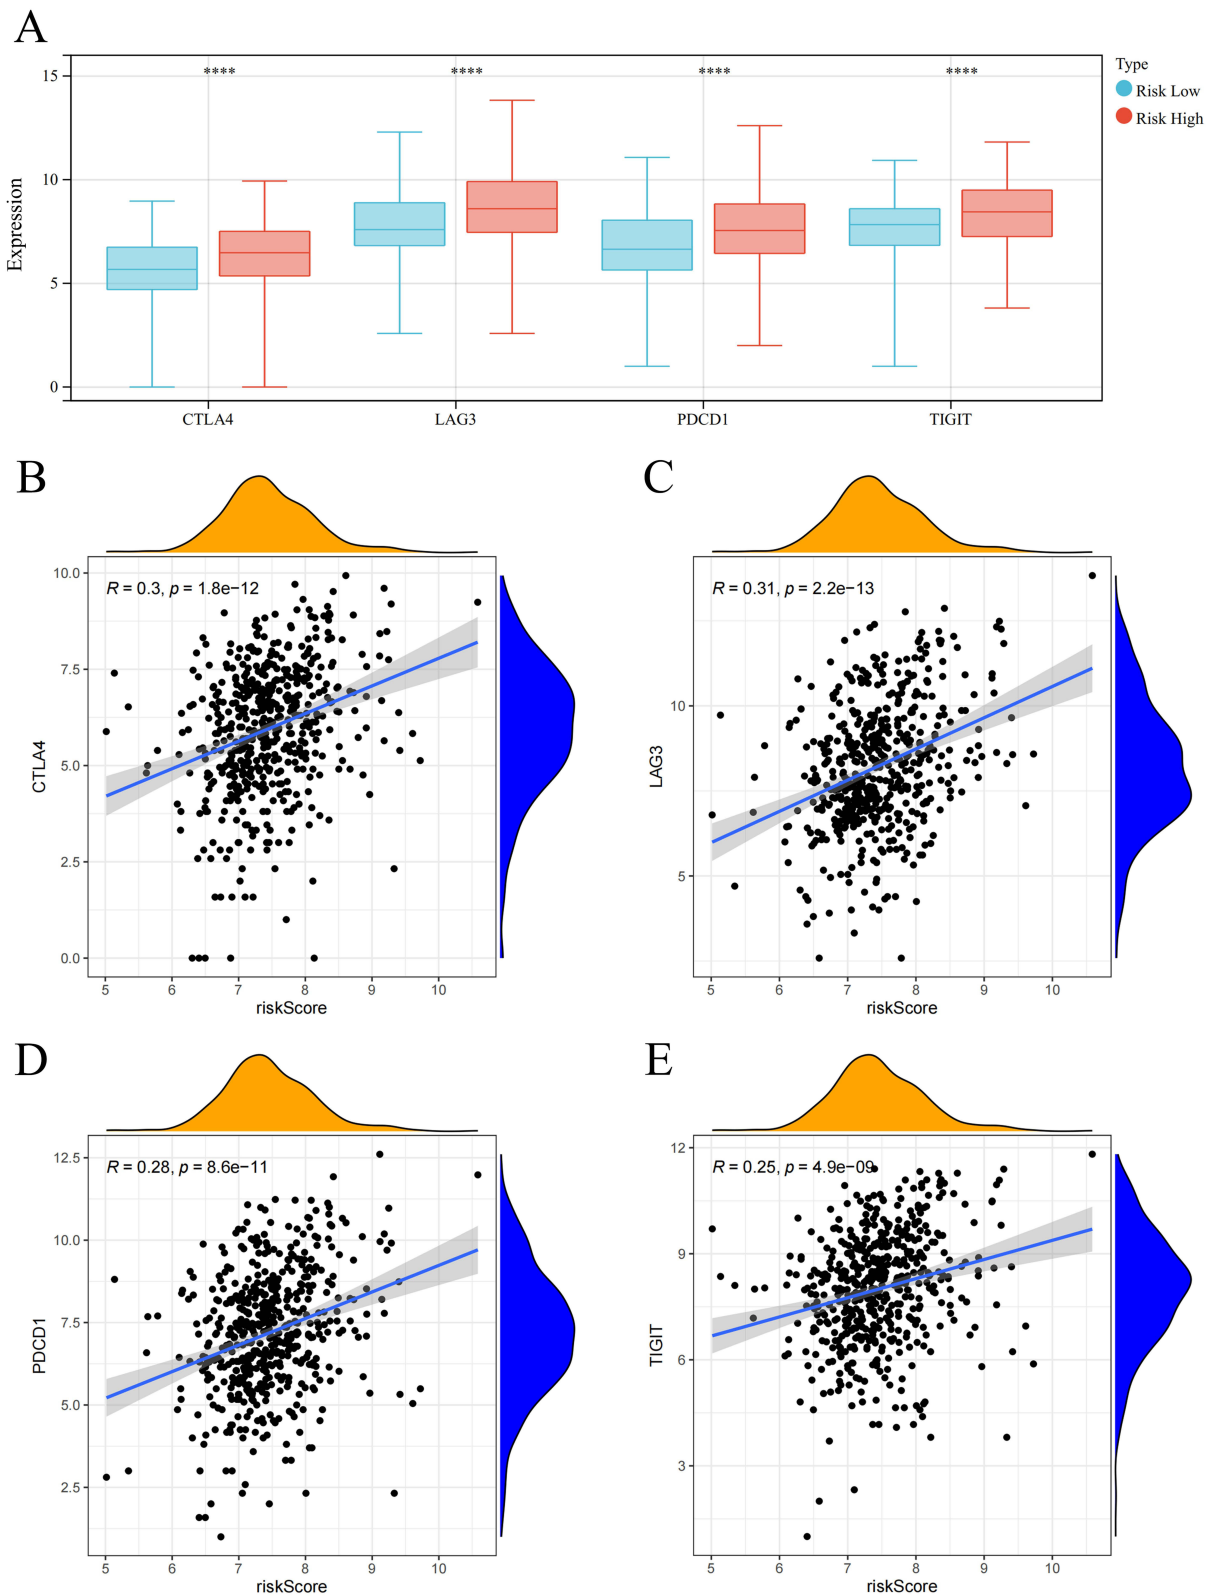 A
**** **** **** ****
Type
Risk Low
Risk High
Expression
15
10
5
0
CTLA4 LAG3 PDCD1 TIGIT
B
R = 0.3, p = 1.8e−12
CTLA4
10.0
7.5
5.0
2.5
0.0
5 6 7 8 9 10
riskScore
C
R = 0.31, p = 2.2e−13
LAG3
10
5
5 6 7 8 9 10
riskScore
D
R = 0.28, p = 8.6e−11
PDCD1
12.5
10.0
7.5
5.0
2.5
5 6 7 8 9 10
riskScore
E
R = 0.25, p = 4.9e−09
TIGIT
12
9
6
3
5 6 7 8 9 10
riskScore